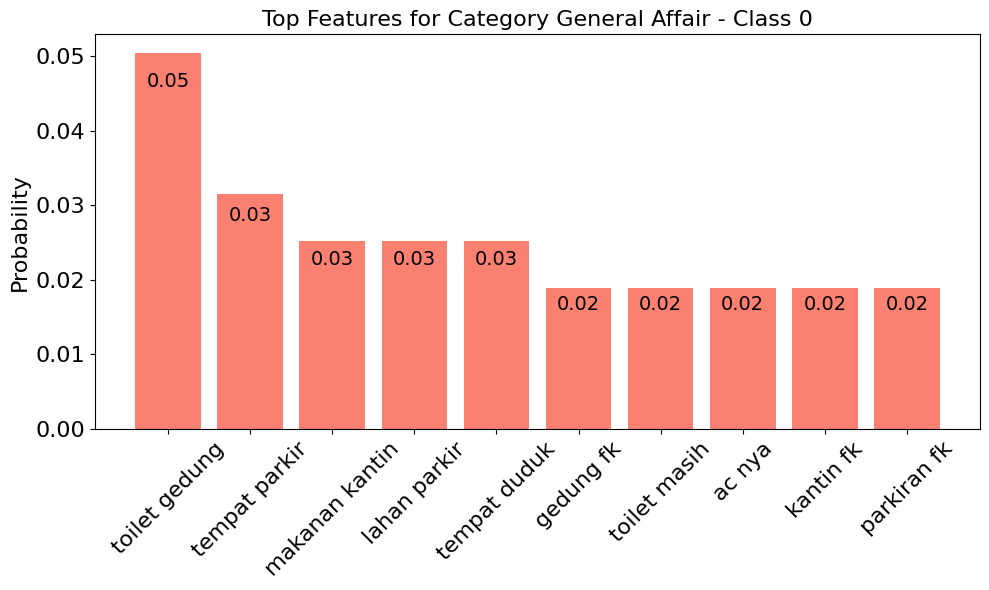 Top Features for Category General Affair - Class 0
Probability
0.05
0.04
0.03
0.02
0.01
0.00
0.05
0.03
0.03
0.03
0.03
0.02
0.02
0.02
0.02
0.02
toilet gedung
tempat parkir
makanan kantin
lahan parkir
tempat duduk
gedung fk
toilet masih
ac nya
kantin fk
parkiran fk